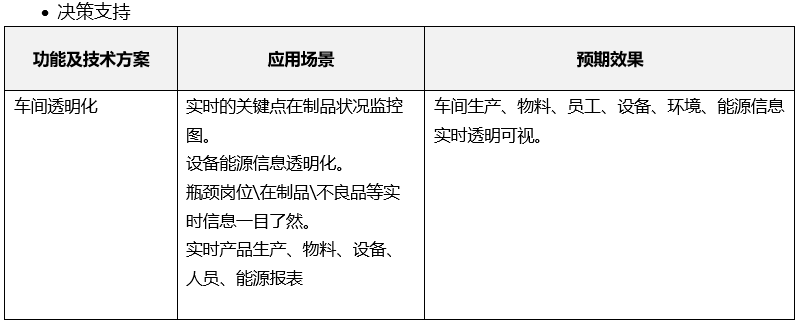 • 决策支持
功能及技术方案 应用场景 预期效果
车间透明化
实时的关键点在制品状况监控
图。
设备能源信息透明化。
瓶颈岗位\在制品\不良品等实
时信息一目了然。
实时产品生产、物料、设备、
人员、能源报表
车间生产、物料、员工、设备、环境、能源信息
实时透明可视。